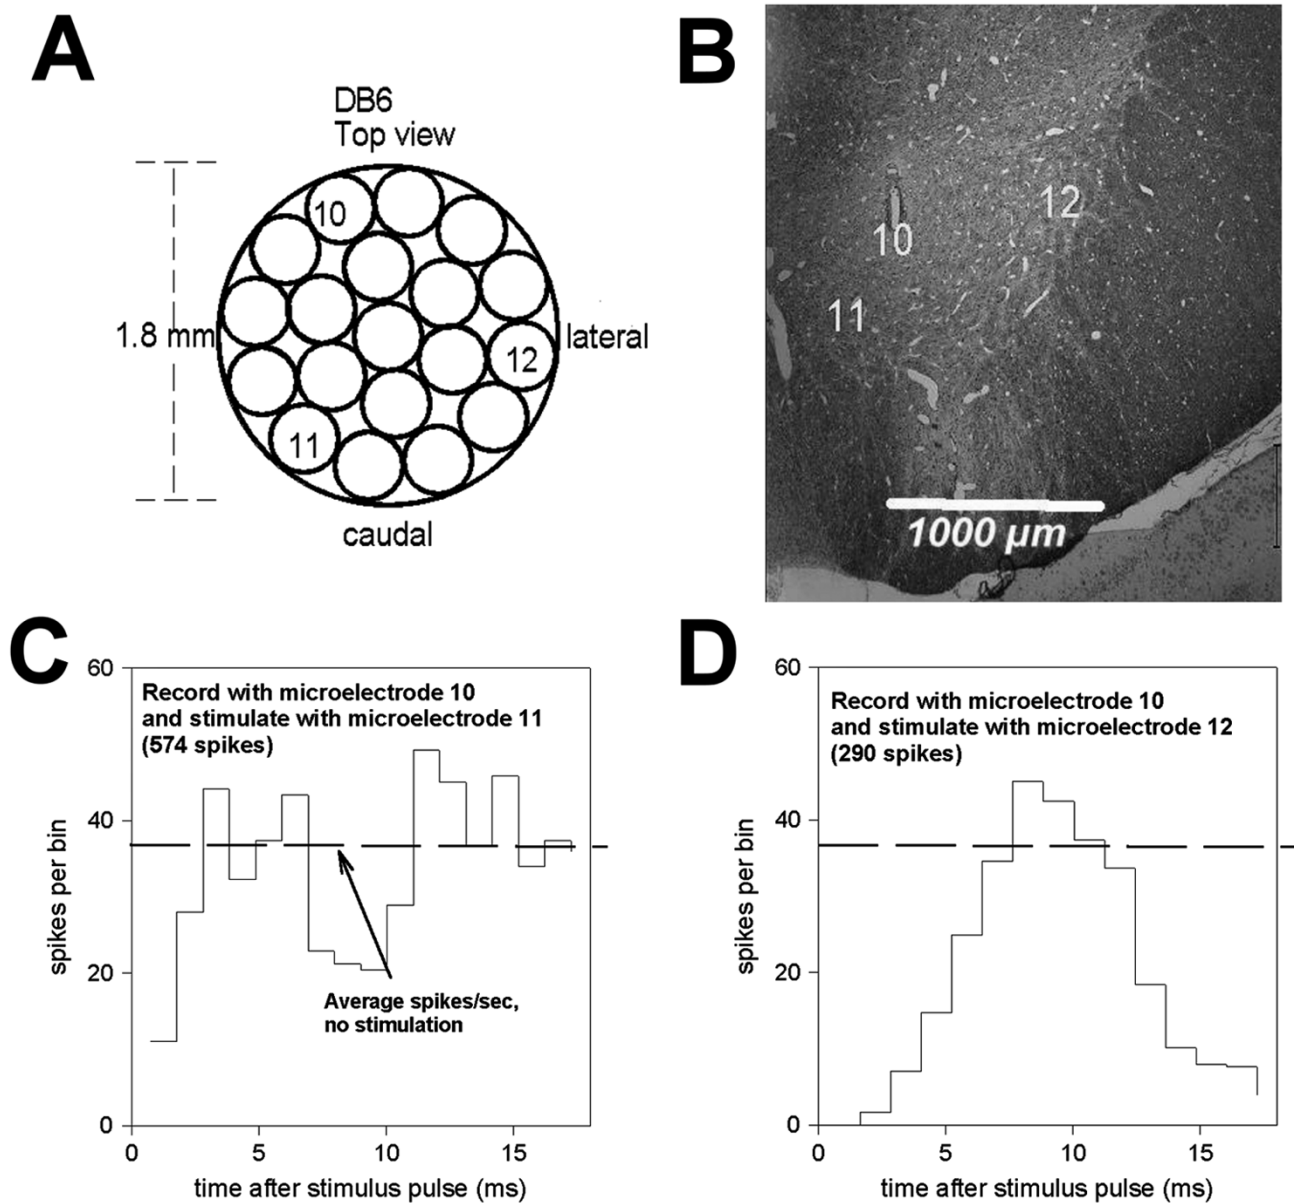 A
DB6
Top view
10
1.8 mm
12
lateral
11
caudal
B
12
10
11
1000 µm
C
60
Record with microelectrode 10
and stimulate with microelectrode 11
(574 spikes)
40
spikes per bin
20
Average spikes/sec,
no stimulation
0
0 5 10 15
time after stimulus pulse (ms)
D
60
Record with microelectrode 10
and stimulate with microelectrode 12
(290 spikes)
40
spikes per bin
20
0
0 5 10 15
time after stimulus pulse (ms)